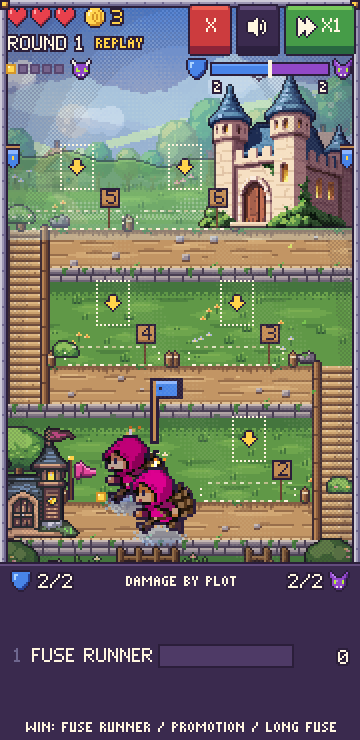 3
X
X1
ROUND 1 REPLAY
2
2
5
6
4
3
2
2/2 DAMAGE BY PLOT 2/2
1 FUSE RUNNER 0
WIN: FUSE RUNNER / PROMOTION / LONG FUSE